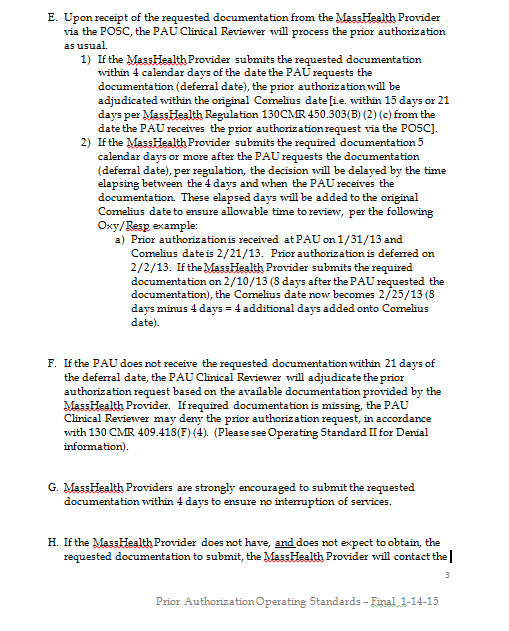 E. Upon receipt of the requested documentation from the MassHealth Provider
via the POSC, the PAU Clinical Reviewer will process the prior authorization
as usual.
1) If the MassHealth Provider submits the requested documentation
within 4 calendar days of the date the PAU requests the
documentation (deferral date), the prior authorization will be
adjudicated within the original Cornelius date [i.e. within 15 days or 21
days per MassHealth Regulation 130CMR 450.303(B) (2) (c) from the
date the PAU receives the prior authorization request via the POSC].
2) If the MassHealth Provider submits the required documentation 5
calendar days or more after the PAU requests the documentation
(deferral date), per regulation, the decision will be delayed by the time
elapsing between the 4 days and when the PAU receives the
documentation. These elapsed days will be added to the original
Cornelius date to ensure allowable time to review, per the following
Oxy/Resp. example:
a) Prior authorization is received at PAU on 1/31/13 and
Cornelius date is 2/21/13. Prior authorization is deferred on
2/2/13. If the MassHealth Provider submits the required
documentation on 2/10/13 (8 days after the PAU requested the
documentation), the Cornelius date now becomes 2/25/13 (8
days minus 4 days = 4 additional days added onto Cornelius
date).
F. If the PAU does not receive the requested documentation within 21 days of
the deferral date, the PAU Clinical Reviewer will adjudicate the prior
authorization request based on the available documentation provided by the
MassHealth Provider. If required documentation is missing, the PAU
Clinical Reviewer may deny the prior authorization request, in accordance
with 130 CMR 409.418(F) (4). (Please see Operating Standard II for Denial
information).
G. MassHealth Providers are strongly encouraged to submit the requested
documentation within 4 days to ensure no interruption of services.
H. If the MassHealth Provider does not have, and does not expect to obtain, the
requested documentation to submit, the MassHealth Provider will contact the
3
Prior Authorization Operating Standards – Final 1-14-15